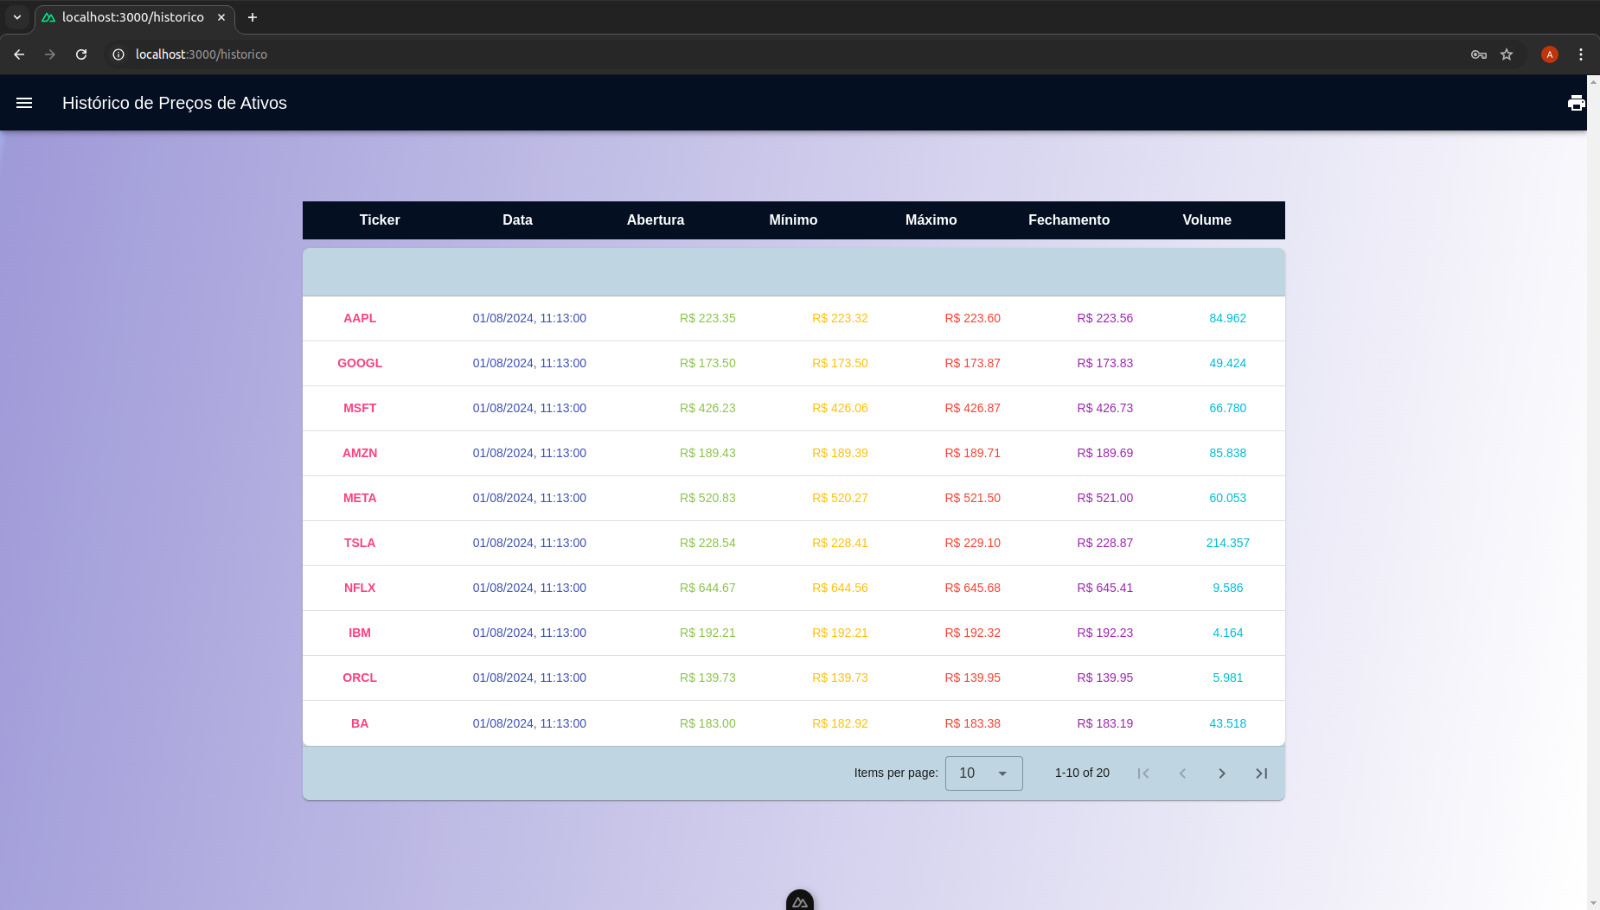 localhost:3000/historico
localhost:3000/historico
A
Histórico de Preços de Ativos
Ticker Data Abertura Mínimo Máximo Fechamento Volume
AAPL 01/08/2024, 11:13:00 R$ 223.35 R$ 223.32 R$ 223.60 R$ 223.56 84.962
GOOGL 01/08/2024, 11:13:00 R$ 173.50 R$ 173.50 R$ 173.87 R$ 173.83 49.424
MSFT 01/08/2024, 11:13:00 R$ 426.23 R$ 426.06 R$ 426.87 R$ 426.73 66.780
AMZN 01/08/2024, 11:13:00 R$ 189.43 R$ 189.39 R$ 189.71 R$ 189.69 85.838
META 01/08/2024, 11:13:00 R$ 520.83 R$ 520.27 R$ 521.50 R$ 521.00 60.053
TSLA 01/08/2024, 11:13:00 R$ 228.54 R$ 228.41 R$ 229.10 R$ 228.87 214.357
NFLX 01/08/2024, 11:13:00 R$ 644.67 R$ 644.56 R$ 645.68 R$ 645.41 9.586
IBM 01/08/2024, 11:13:00 R$ 192.21 R$ 192.21 R$ 192.32 R$ 192.23 4.164
ORCL 01/08/2024, 11:13:00 R$ 139.73 R$ 139.73 R$ 139.95 R$ 139.95 5.981
BA 01/08/2024, 11:13:00 R$ 183.00 R$ 182.92 R$ 183.38 R$ 183.19 43.518
Items per page: 10 1-10 of 20